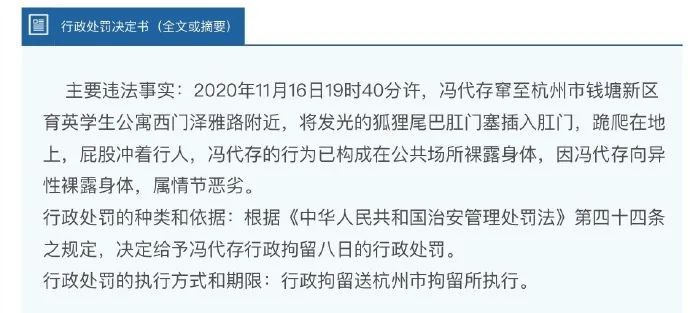 行政处罚决定书（全文或摘要）
主要违法事实：2020年11月16日19时40分许，冯代存窜至杭州市钱塘新区
育英学生公寓西门泽雅路附近，将发光的狐狸尾巴肛门塞插入肛门，跪爬在地
上，屁股冲着行人，冯代存的行为已构成在公共场所裸露身体，因冯代存向异
性裸露身体，属情节恶劣。
行政处罚的种类和依据：根据《中华人民共和国治安管理处罚法》第四十四条
之规定，决定给予冯代存行政拘留八日的行政处罚。
行政处罚的执行方式和期限：行政拘留送杭州市拘留所执行。